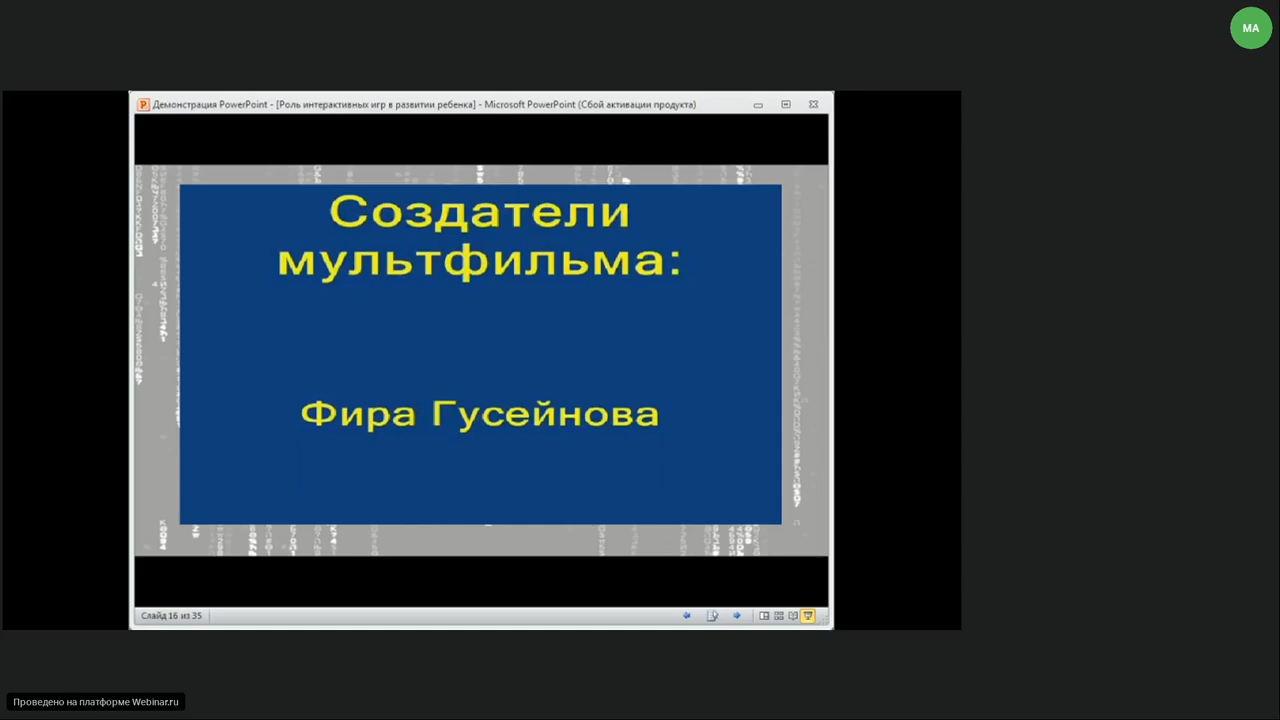 МА
Демонстрация PowerPoint - [Роль интерактивных игр в развитии ребенка] - Microsoft PowerPoint (Сбой активации продукта)
Создатели
мультфильма:
Фира Гусейнова
Слайд 16 из 35
Проведено на платформе Webinar.ru